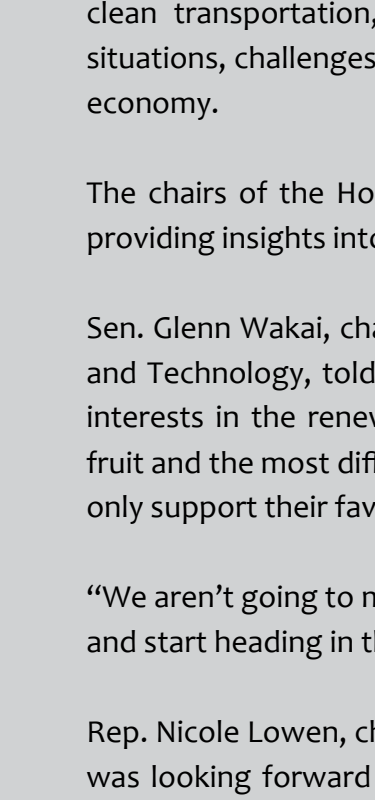 clean transportation,
situations, challenges
economy.
The chairs of the Ho
providing insights into
Sen. Glenn Wakai, cha
and Technology, told
interests in the renew
fruit and the most diffi
only support their fav
“We aren’t going to m
and start heading in th
Rep. Nicole Lowen, ch
was looking forward